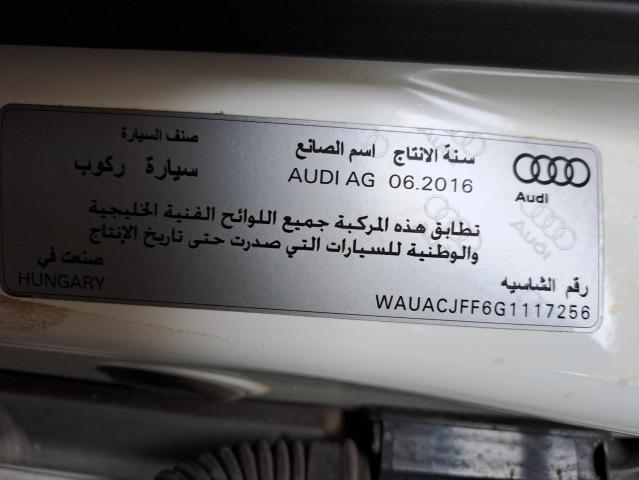 Audi
سنة الانتاج اسم الصانع صنف السيارة
AUDI AG 06.2016 سيارة ركوب
تطابق هذه المركبة جميع اللوائح الفنية الخليجية
والوطنية للسيارات التي صدرت حتى تاريخ الإنتاج
صنعت في
HUNGARY
رقم الشاسيه
WAUACJFF6G1117256